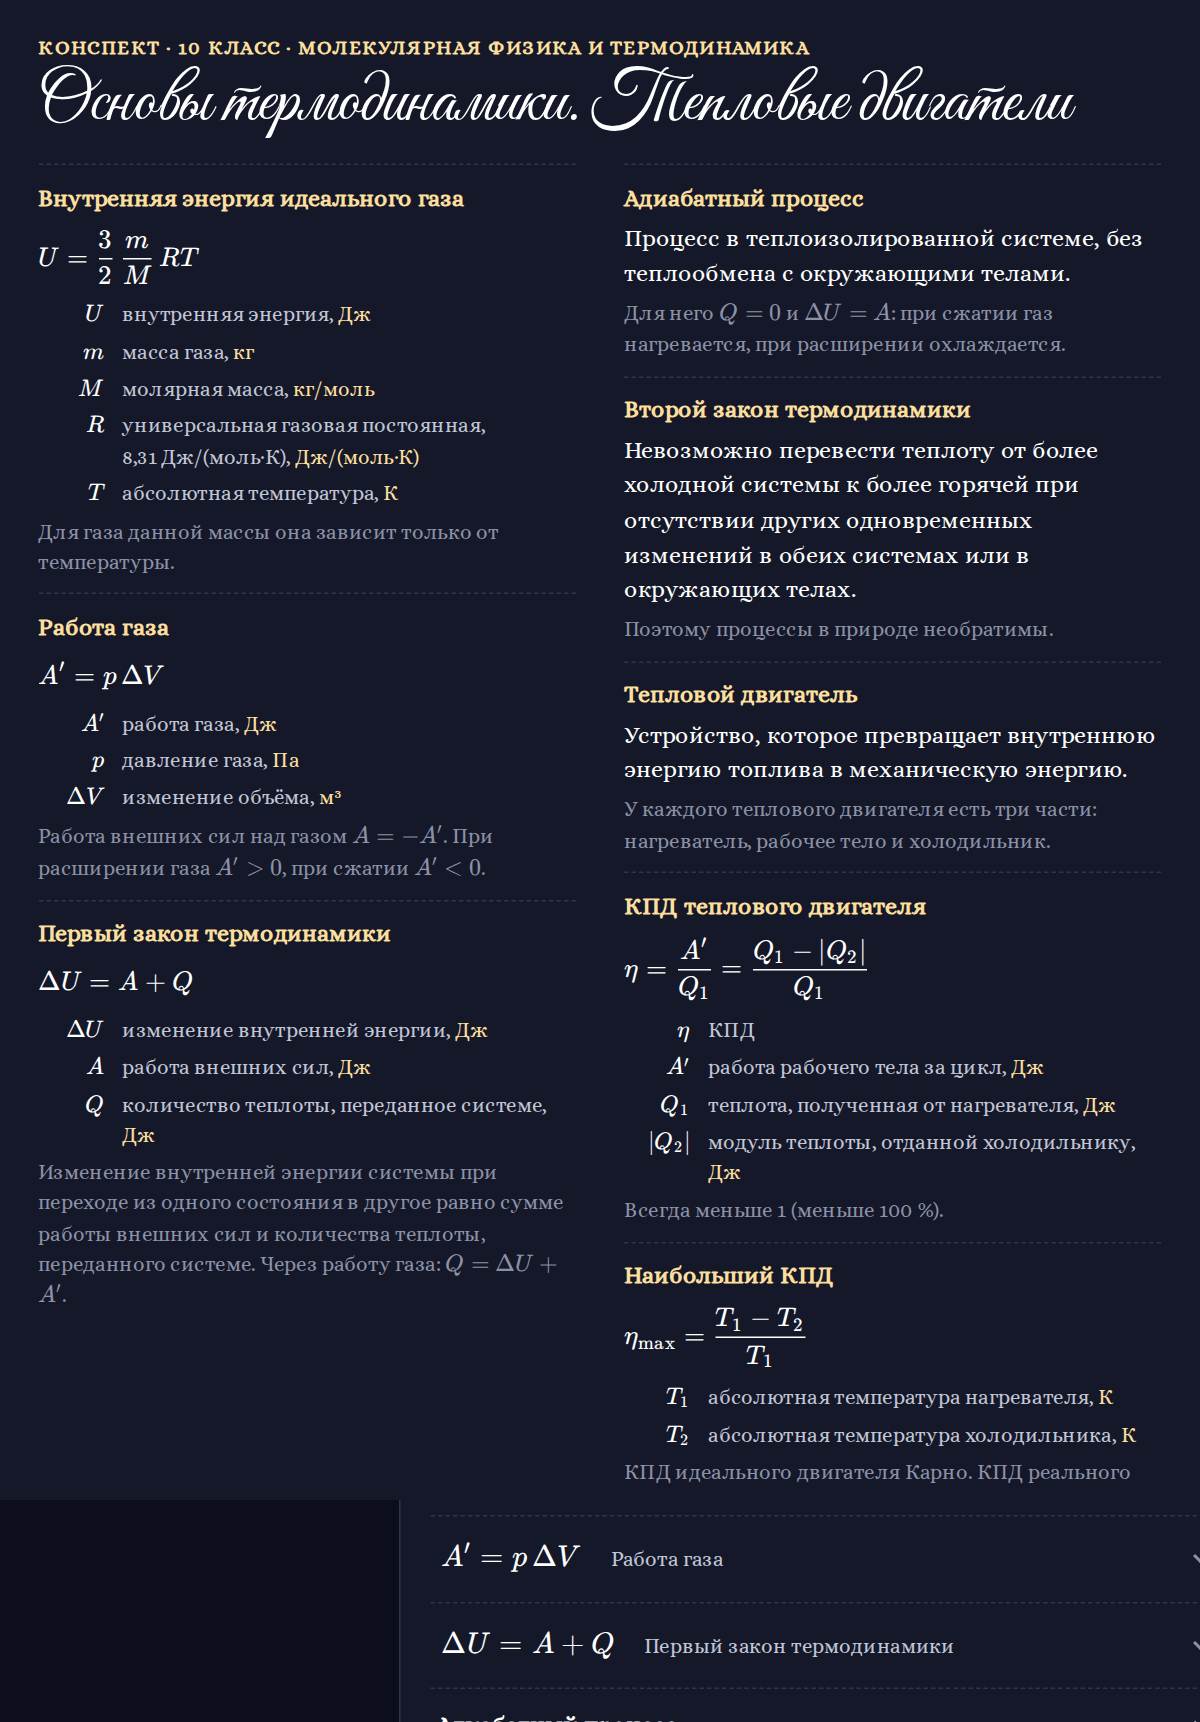 КОНСПЕКТ · 10 КЛАСС · МОЛЕКУЛЯРНАЯ ФИЗИКА И ТЕРМОДИНАМИКА
Основы термодинамики. Тепловые двигатели
Внутренняя энергия идеального газа
U = 3/2 m/M RT
U внутренняя энергия, Дж
m масса газа, кг
M молярная масса, кг/моль
R универсальная газовая постоянная,
8,31 Дж/(моль·К), Дж/(моль·К)
T абсолютная температура, К
Для газа данной массы она зависит только от
температуры.
Работа газа
A′ = p ΔV
A′ работа газа, Дж
p давление газа, Па
ΔV изменение объёма, м³
Работа внешних сил над газом A = −A′. При
расширении газа A′ > 0, при сжатии A′ < 0.
Первый закон термодинамики
ΔU = A + Q
ΔU изменение внутренней энергии, Дж
A работа внешних сил, Дж
Q количество теплоты, переданное системе,
Дж
Изменение внутренней энергии системы при
переходе из одного состояния в другое равно сумме
работы внешних сил и количества теплоты,
переданного системе. Через работу газа: Q = ΔU +
A′.
Адиабатный процесс
Процесс в теплоизолированной системе, без
теплообмена с окружающими телами.
Для него Q = 0 и ΔU = A: при сжатии газ
нагревается, при расширении охлаждается.
Второй закон термодинамики
Невозможно перевести теплоту от более
холодной системы к более горячей при
отсутствии других одновременных
изменений в обеих системах или в
окружающих телах.
Поэтому процессы в природе необратимы.
Тепловой двигатель
Устройство, которое превращает внутреннюю
энергию топлива в механическую энергию.
У каждого теплового двигателя есть три части:
нагреватель, рабочее тело и холодильник.
КПД теплового двигателя
η = A′/Q₁ = (Q₁ − |Q₂|)/Q₁
η КПД
A′ работа рабочего тела за цикл, Дж
Q₁ теплота, полученная от нагревателя, Дж
|Q₂| модуль теплоты, отданной холодильнику,
Дж
Всегда меньше 1 (меньше 100 %).
Наибольший КПД
η_max = (T₁ − T₂)/T₁
T₁ абсолютная температура нагревателя, К
T₂ абсолютная температура холодильника, К
КПД идеального двигателя Карно. КПД реального
A′ = p ΔV Работа газа
ΔU = A + Q Первый закон термодинамики